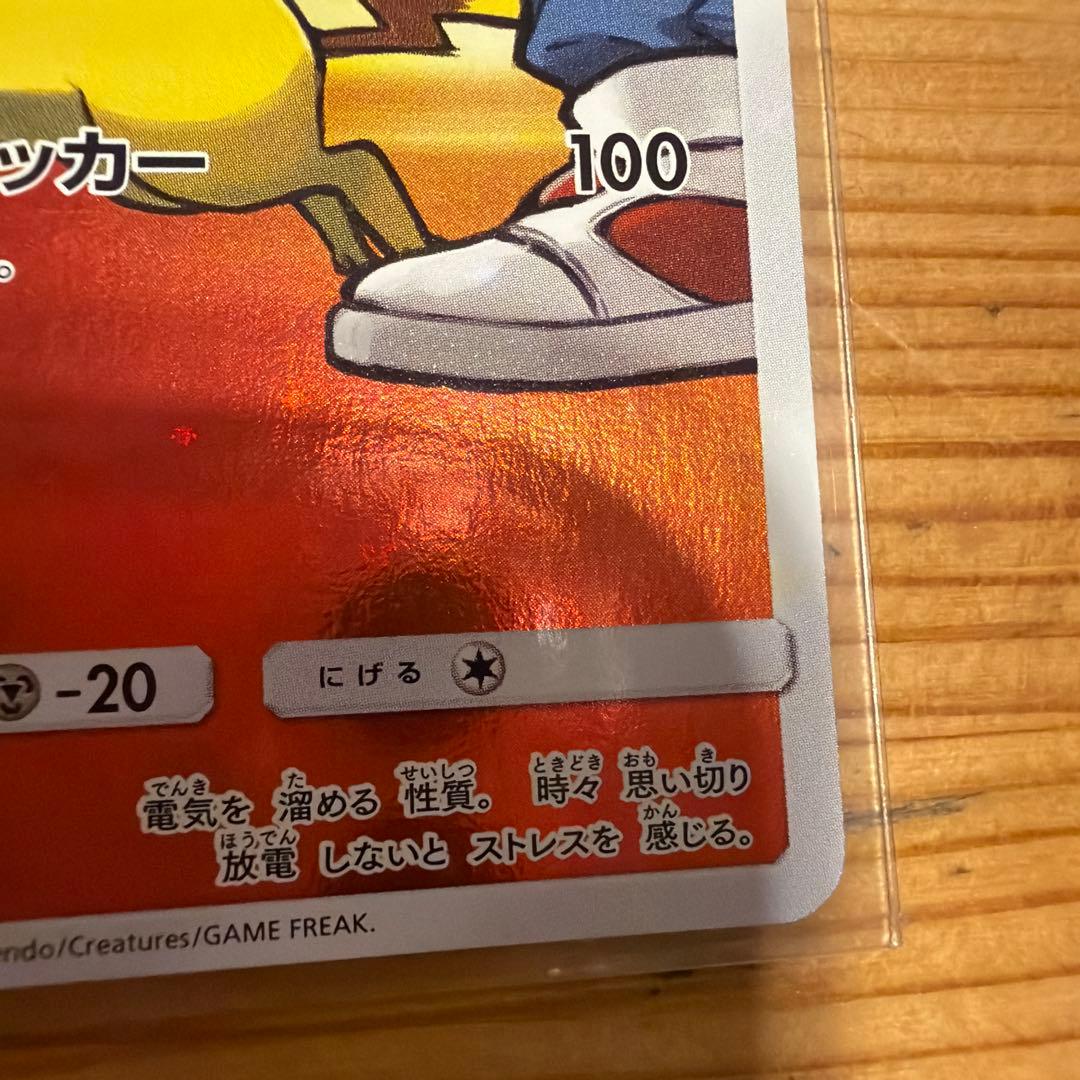 ッカー 100
。
-20 にげる
でんき た せいしつ ときどき おも き
電気を 溜める 性質。 時々 思い切り
ほうでん かん
放電 しないと ストレスを 感じる。
endo/Creatures/GAME FREAK.